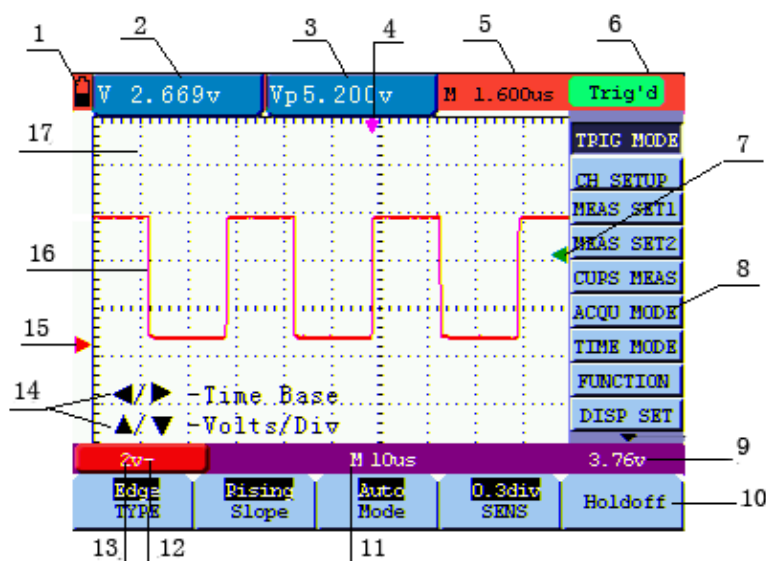 1 2 3 4 5 6
V 2.669v Vp5.200v M 1.600us Trig'd
17
TRIG MODE
7
CH SETUP
MEAS SET1
MEAS SET2
16
CURS MEAS
8
ACQU MODE
15
TIME MODE
14
◀/▶ -Time Base
FUNCTION
▲/▼ -Volts/Div
DISP SET
2v- M 10us 3.76v 9
Edge Rising Auto 0.3div
TYPE Slope Mode SENS Holdoff 10
13 12 11